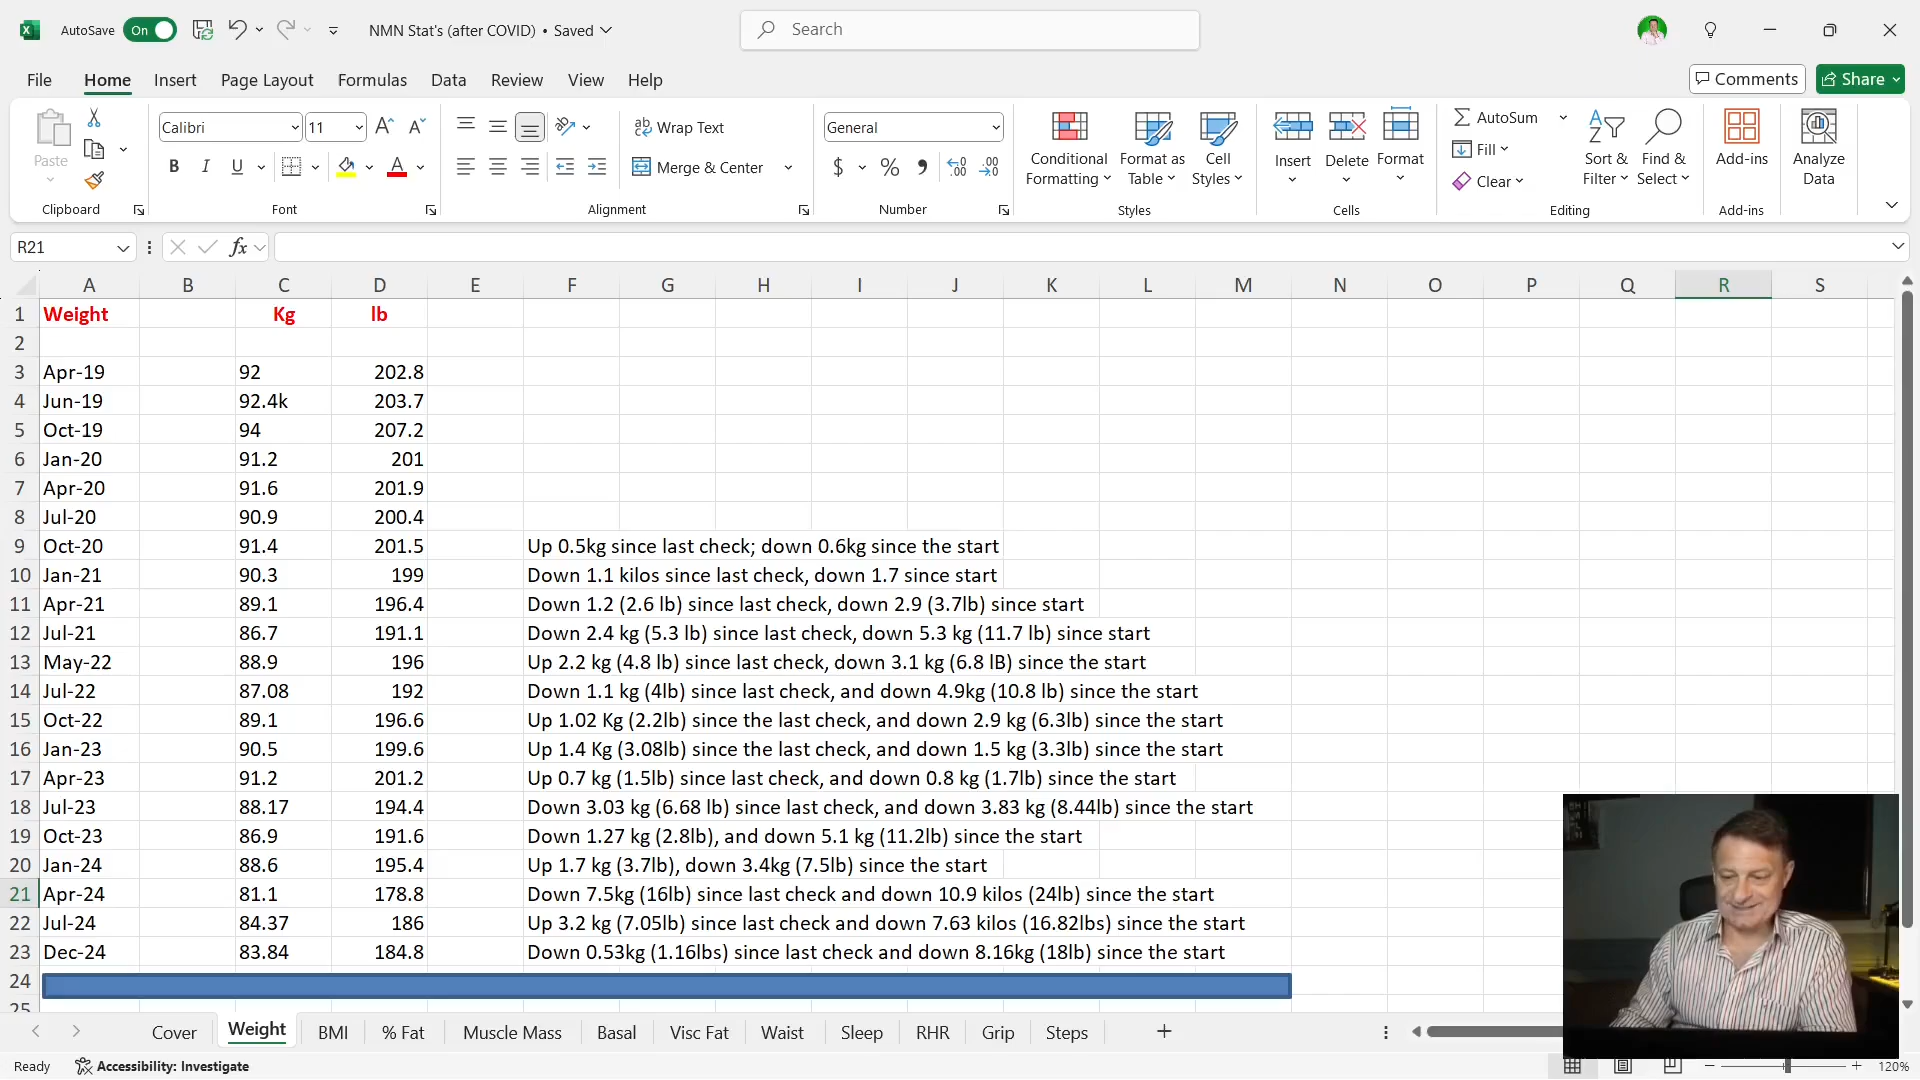 AutoSave On NMN Stat's (after COVID) • Saved Search
File Home Insert Page Layout Formulas Data Review View Help Comments Share
Paste Calibri 11 Wrap Text General Conditional Formatting Format as Table Cell Styles Insert Delete Format AutoSum Fill Clear Sort & Filter Find & Select Add-ins Analyze Data
B I U A Merge & Center $ % 9
Clipboard Font Alignment Number Styles Cells Editing Add-ins
R21 fx
A B C D E F G H I J K L M N O P Q R S
1 Weight Kg lb
2
3 Apr-19 92 202.8
4 Jun-19 92.4k 203.7
5 Oct-19 94 207.2
6 Jan-20 91.2 201
7 Apr-20 91.6 201.9
8 Jul-20 90.9 200.4
9 Oct-20 91.4 201.5 Up 0.5kg since last check; down 0.6kg since the start
10 Jan-21 90.3 199 Down 1.1 kilos since last check, down 1.7 since start
11 Apr-21 89.1 196.4 Down 1.2 (2.6 lb) since last check, down 2.9 (3.7lb) since start
12 Jul-21 86.7 191.1 Down 2.4 kg (5.3 lb) since last check, down 5.3 kg (11.7 lb) since start
13 May-22 88.9 196 Up 2.2 kg (4.8 lb) since last check, down 3.1 kg (6.8 lB) since the start
14 Jul-22 87.08 192 Down 1.1 kg (4lb) since last check, and down 4.9kg (10.8 lb) since the start
15 Oct-22 89.1 196.6 Up 1.02 Kg (2.2lb) since the last check, and down 2.9 kg (6.3lb) since the start
16 Jan-23 90.5 199.6 Up 1.4 Kg (3.08lb) since the last check, and down 1.5 kg (3.3lb) since the start
17 Apr-23 91.2 201.2 Up 0.7 kg (1.5lb) since last check, and down 0.8 kg (1.7lb) since the start
18 Jul-23 88.17 194.4 Down 3.03 kg (6.68 lb) since last check, and down 3.83 kg (8.44lb) since the start
19 Oct-23 86.9 191.6 Down 1.27 kg (2.8lb), and down 5.1 kg (11.2lb) since the start
20 Jan-24 88.6 195.4 Up 1.7 kg (3.7lb), down 3.4kg (7.5lb) since the start
21 Apr-24 81.1 178.8 Down 7.5kg (16lb) since last check and down 10.9 kilos (24lb) since the start
22 Jul-24 84.37 186 Up 3.2 kg (7.05lb) since last check and down 7.63 kilos (16.82lbs) since the start
23 Dec-24 83.84 184.8 Down 0.53kg (1.16lbs) since last check and down 8.16kg (18lb) since the start
24
25
Cover Weight BMI % Fat Muscle Mass Basal Visc Fat Waist Sleep RHR Grip Steps
Ready Accessibility: Investigate 120%